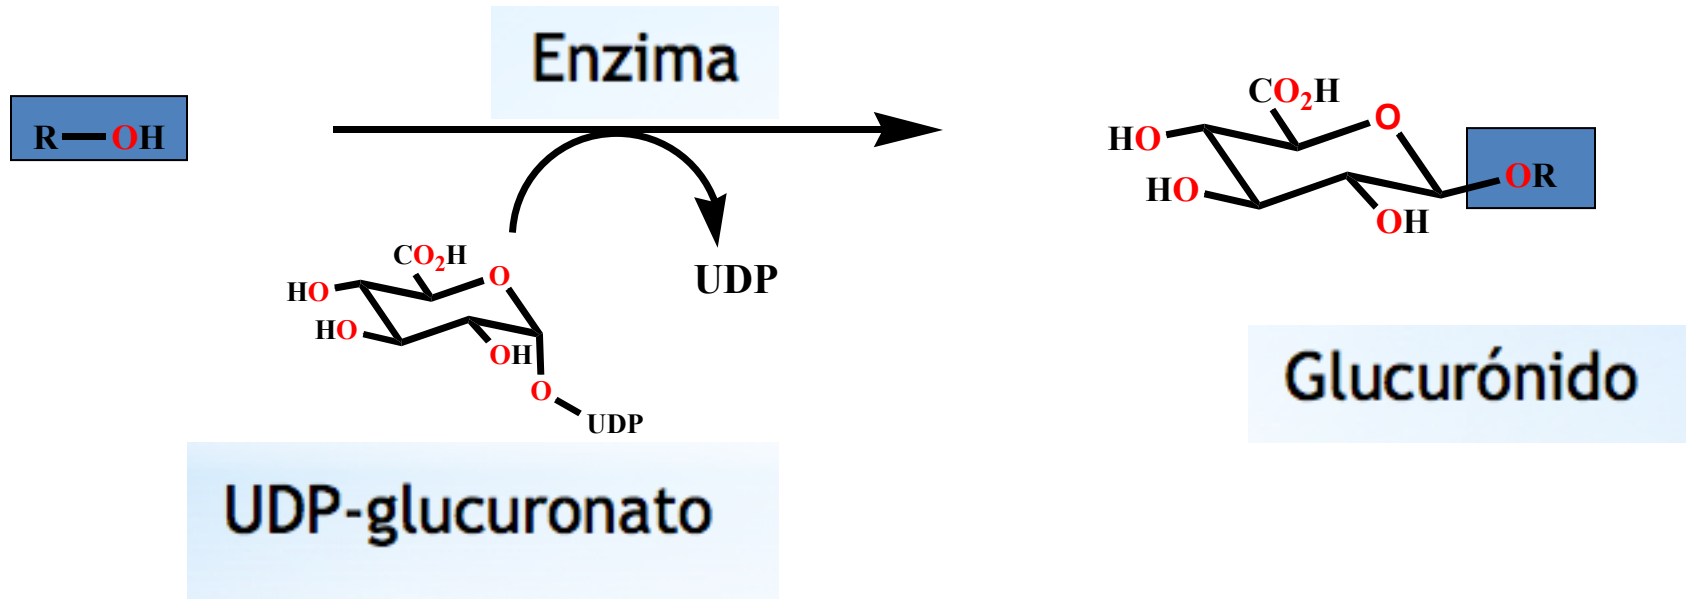 Enzima
R—OH
CO₂H
O
HO
HO
OH
OR
UDP
CO₂H
O
HO
HO
OH
O
UDP
Glucurónido
UDP-glucuronato